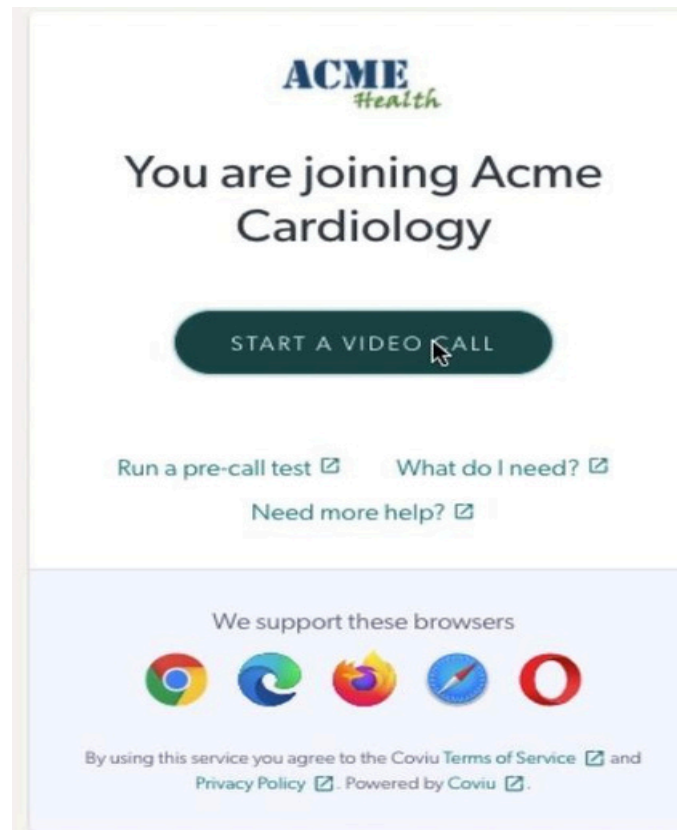 ACME
Health
You are joining Acme
Cardiology
START A VIDEO CALL
Run a pre-call test What do I need?
Need more help?
We support these browsers
By using this service you agree to the Coviu Terms of Service and
Privacy Policy. Powered by Coviu.